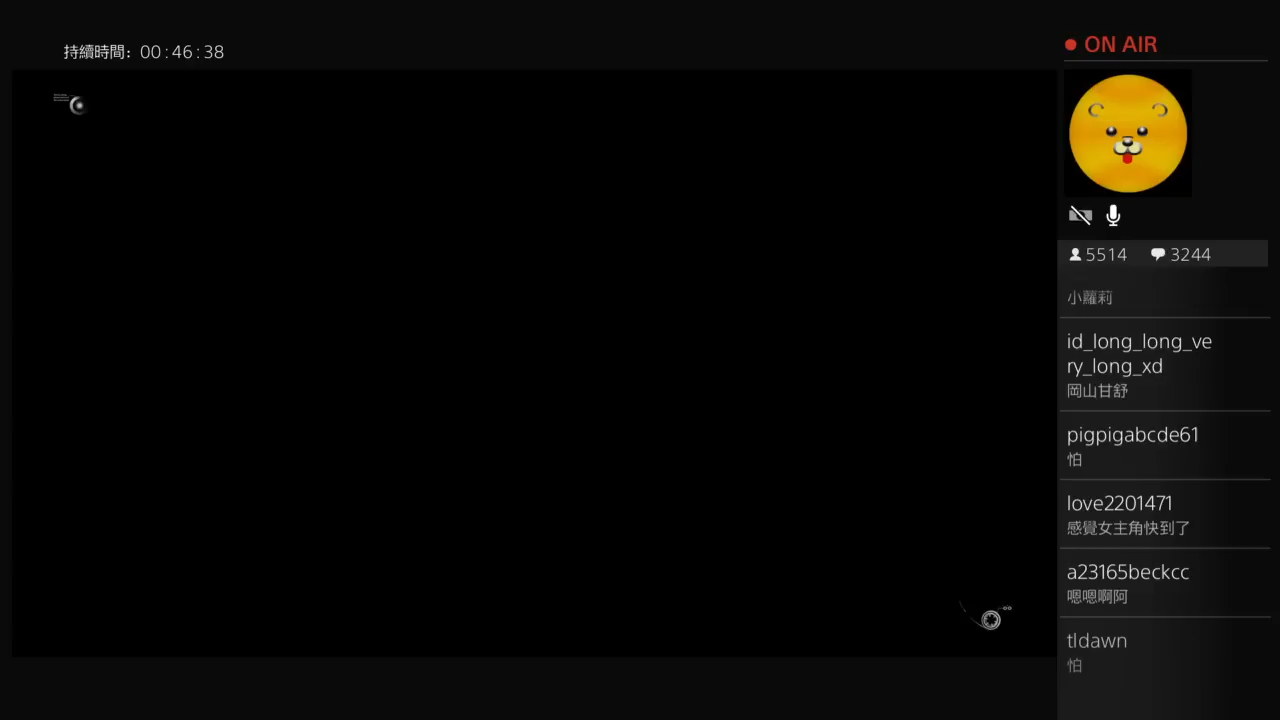 持續時間: 00:46:38
ON AIR
5514 3244
小蘿莉
id_long_long_ve
ry_long_xd
岡山甘舒
pigpigabcde61
怕
love2201471
感覺女主角快到了
a23165beckcc
嗯嗯啊阿
tldawn
怕